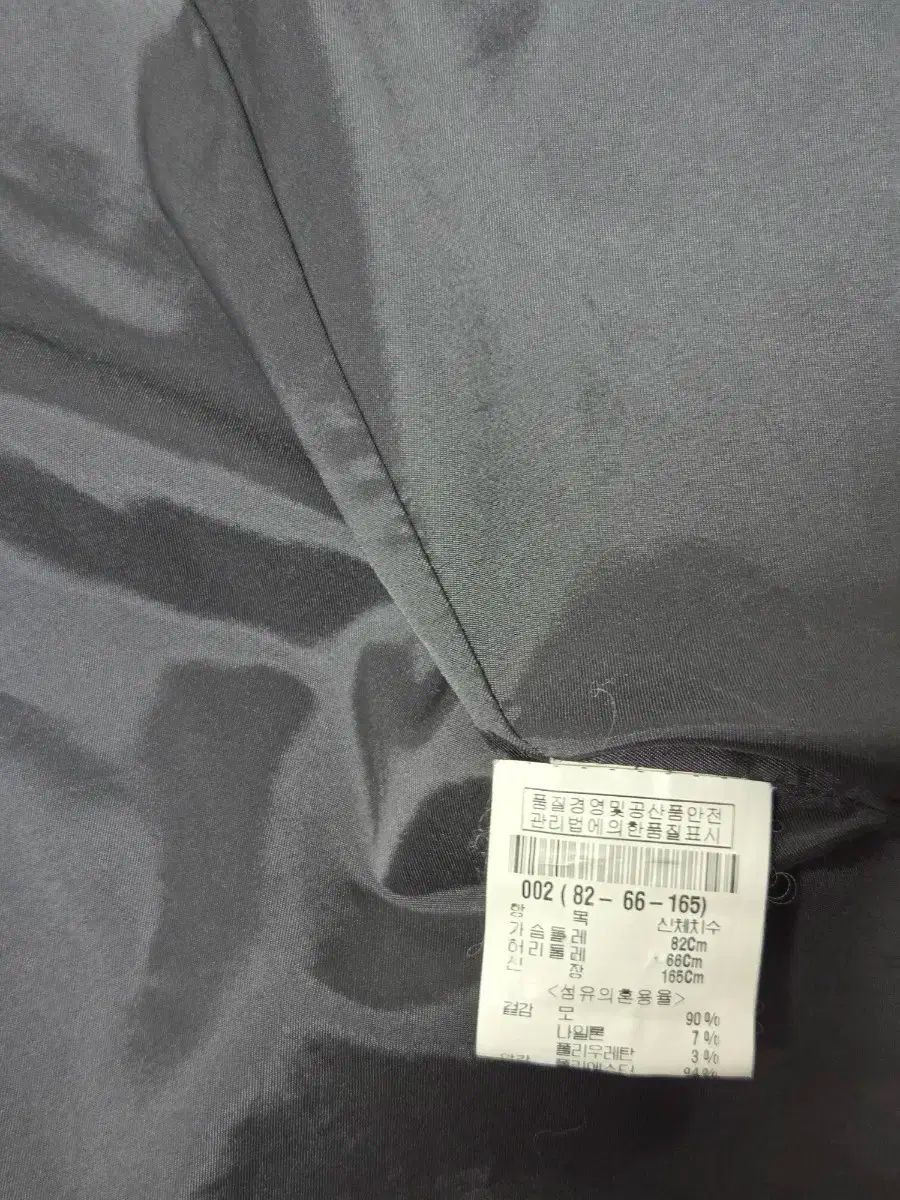 품질경영및공산품안전
관리법에의한품질표시
002 ( 82 - 66 - 165)
항 목 신체치수
가슴둘레 82Cm
허리둘레 66Cm
신 장 165Cm
<섬유의혼용율>
겉감 모 90 %
나일론 7 %
폴리우레탄 3 %